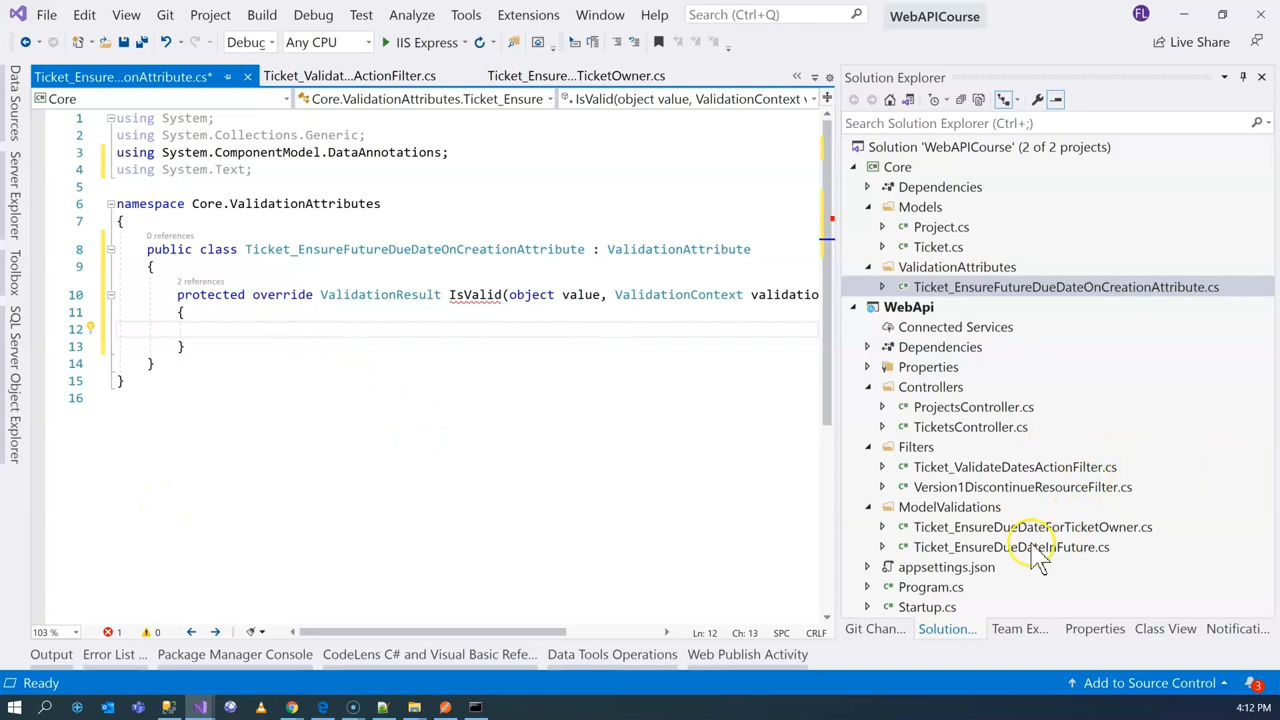 File Edit View Git Project Build Debug Test Analyze Tools Extensions Window Help Search (Ctrl+Q) WebAPICourse FL
Debug Any CPU IIS Express Live Share
Ticket_Ensure...onAttribute.cs* Ticket_Validat...ActionFilter.cs Ticket_Ensure...TicketOwner.cs
Core Core.ValidationAttributes.Ticket_Ensure IsValid(object value, ValidationContext v
1 using System;
2 using System.Collections.Generic;
3 using System.ComponentModel.DataAnnotations;
4 using System.Text;
5
6 namespace Core.ValidationAttributes
7 {
0 references
8 public class Ticket_EnsureFutureDueDateOnCreationAttribute : ValidationAttribute
9 {
2 references
10 protected override ValidationResult IsValid(object value, ValidationContext validatio
11 {
12
13 }
14 }
15 }
16
103 % 1 0 Ln: 12 Ch: 13 SPC CRLF
Data Sources
Server Explorer
Toolbox
SQL Server Object Explorer
Solution Explorer
Search Solution Explorer (Ctrl+;)
Solution 'WebAPICourse' (2 of 2 projects)
Core
Dependencies
Models
Project.cs
Ticket.cs
ValidationAttributes
Ticket_EnsureFutureDueDateOnCreationAttribute.cs
WebApi
Connected Services
Dependencies
Properties
Controllers
ProjectsController.cs
TicketsController.cs
Filters
Ticket_ValidateDatesActionFilter.cs
Version1DiscontinueResourceFilter.cs
ModelValidations
Ticket_EnsureDueDateForTicketOwner.cs
Ticket_EnsureDueDateInFuture.cs
appsettings.json
Program.cs
Startup.cs
Git Chan... Solution... Team Ex... Properties Class View Notificati...
Output Error List ... Package Manager Console CodeLens C# and Visual Basic Refe... Data Tools Operations Web Publish Activity
Ready Add to Source Control 3
4:12 PM